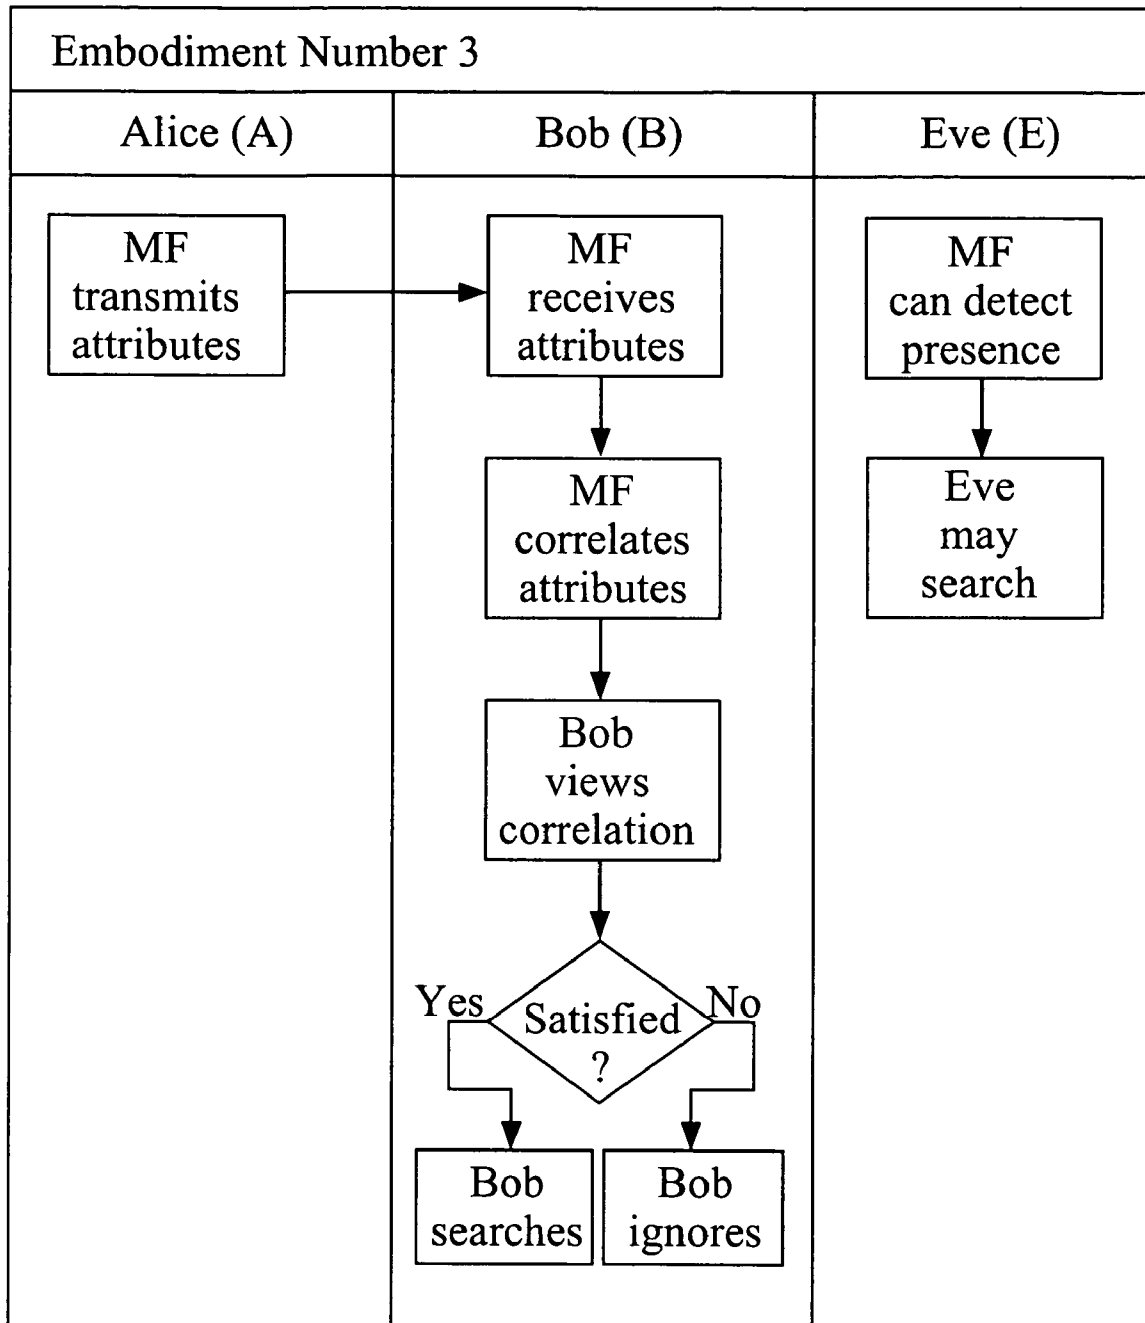 Embodiment Number 3
Alice (A)
Bob (B)
Eve (E)
MF
transmits
attributes
MF
receives
attributes
MF
can detect
presence
MF
correlates
attributes
Eve
may
search
Bob
views
correlation
Yes
Satisfied
?
No
Bob
searches
Bob
ignores